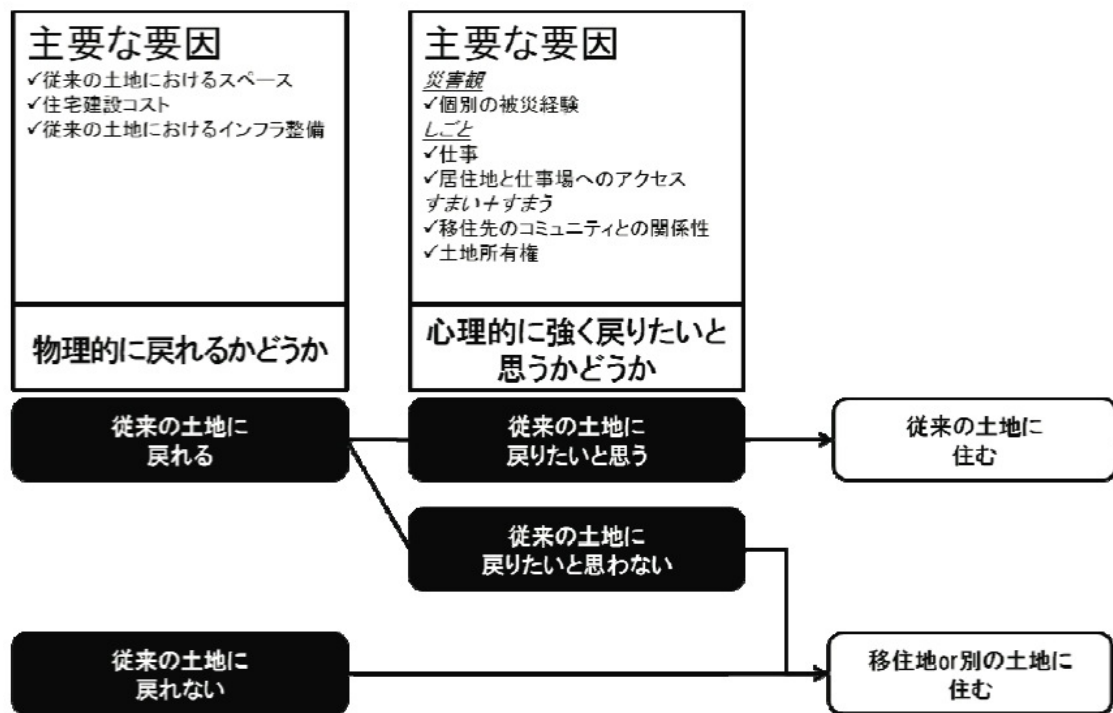 主要な要因
✓従来の土地におけるスペース
✓住宅建設コスト
✓従来の土地におけるインフラ整備
物理的に戻れるかどうか
主要な要因
災害観
✓個別の被災経験
しごと
✓仕事
✓居住地と仕事場へのアクセス
すまい+すまう
✓移住先のコミュニティとの関係性
✓土地所有権
心理的に強く戻りたいと
思うかどうか
従来の土地に
戻れる
従来の土地に
戻りたいと思う
従来の土地に
住む
従来の土地に
戻りたいと思わない
従来の土地に
戻れない
移住地or別の土地に
住む